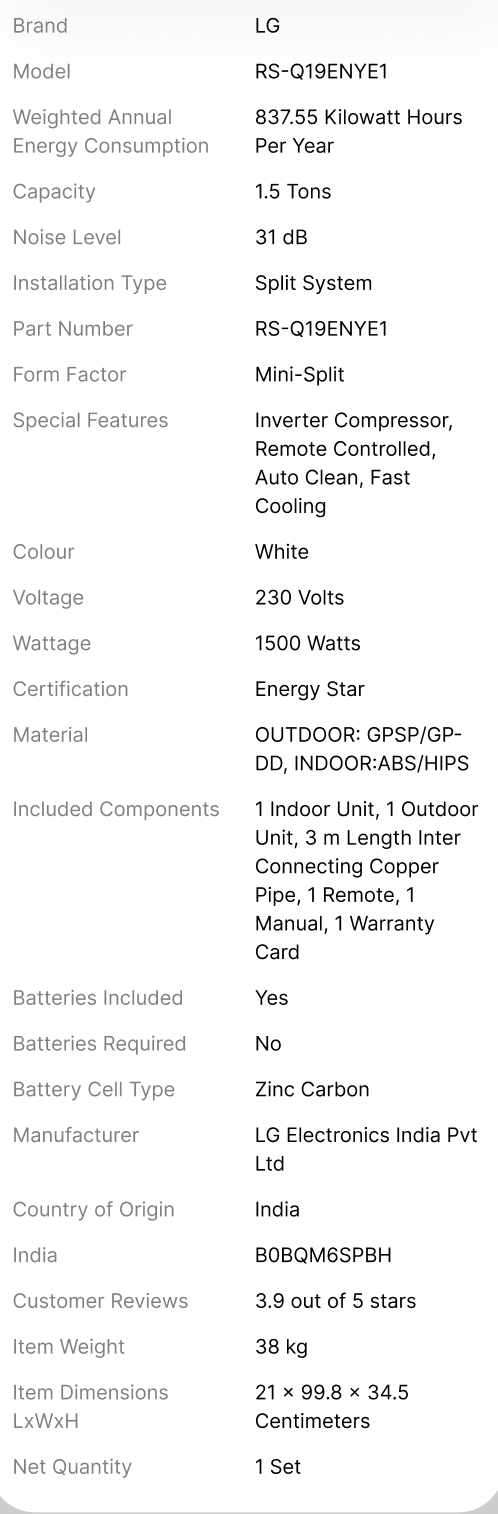 Brand LG
Model RS-Q19ENYE1
Weighted Annual 837.55 Kilowatt Hours
Energy Consumption Per Year
Capacity 1.5 Tons
Noise Level 31 dB
Installation Type Split System
Part Number RS-Q19ENYE1
Form Factor Mini-Split
Special Features Inverter Compressor,
Remote Controlled,
Auto Clean, Fast
Cooling
Colour White
Voltage 230 Volts
Wattage 1500 Watts
Certification Energy Star
Material OUTDOOR: GPSP/GP-
DD, INDOOR:ABS/HIPS
Included Components 1 Indoor Unit, 1 Outdoor
Unit, 3 m Length Inter
Connecting Copper
Pipe, 1 Remote, 1
Manual, 1 Warranty
Card
Batteries Included Yes
Batteries Required No
Battery Cell Type Zinc Carbon
Manufacturer LG Electronics India Pvt
Ltd
Country of Origin India
India B0BQM6SPBH
Customer Reviews 3.9 out of 5 stars
Item Weight 38 kg
Item Dimensions 21 × 99.8 × 34.5
LxWxH Centimeters
Net Quantity 1 Set